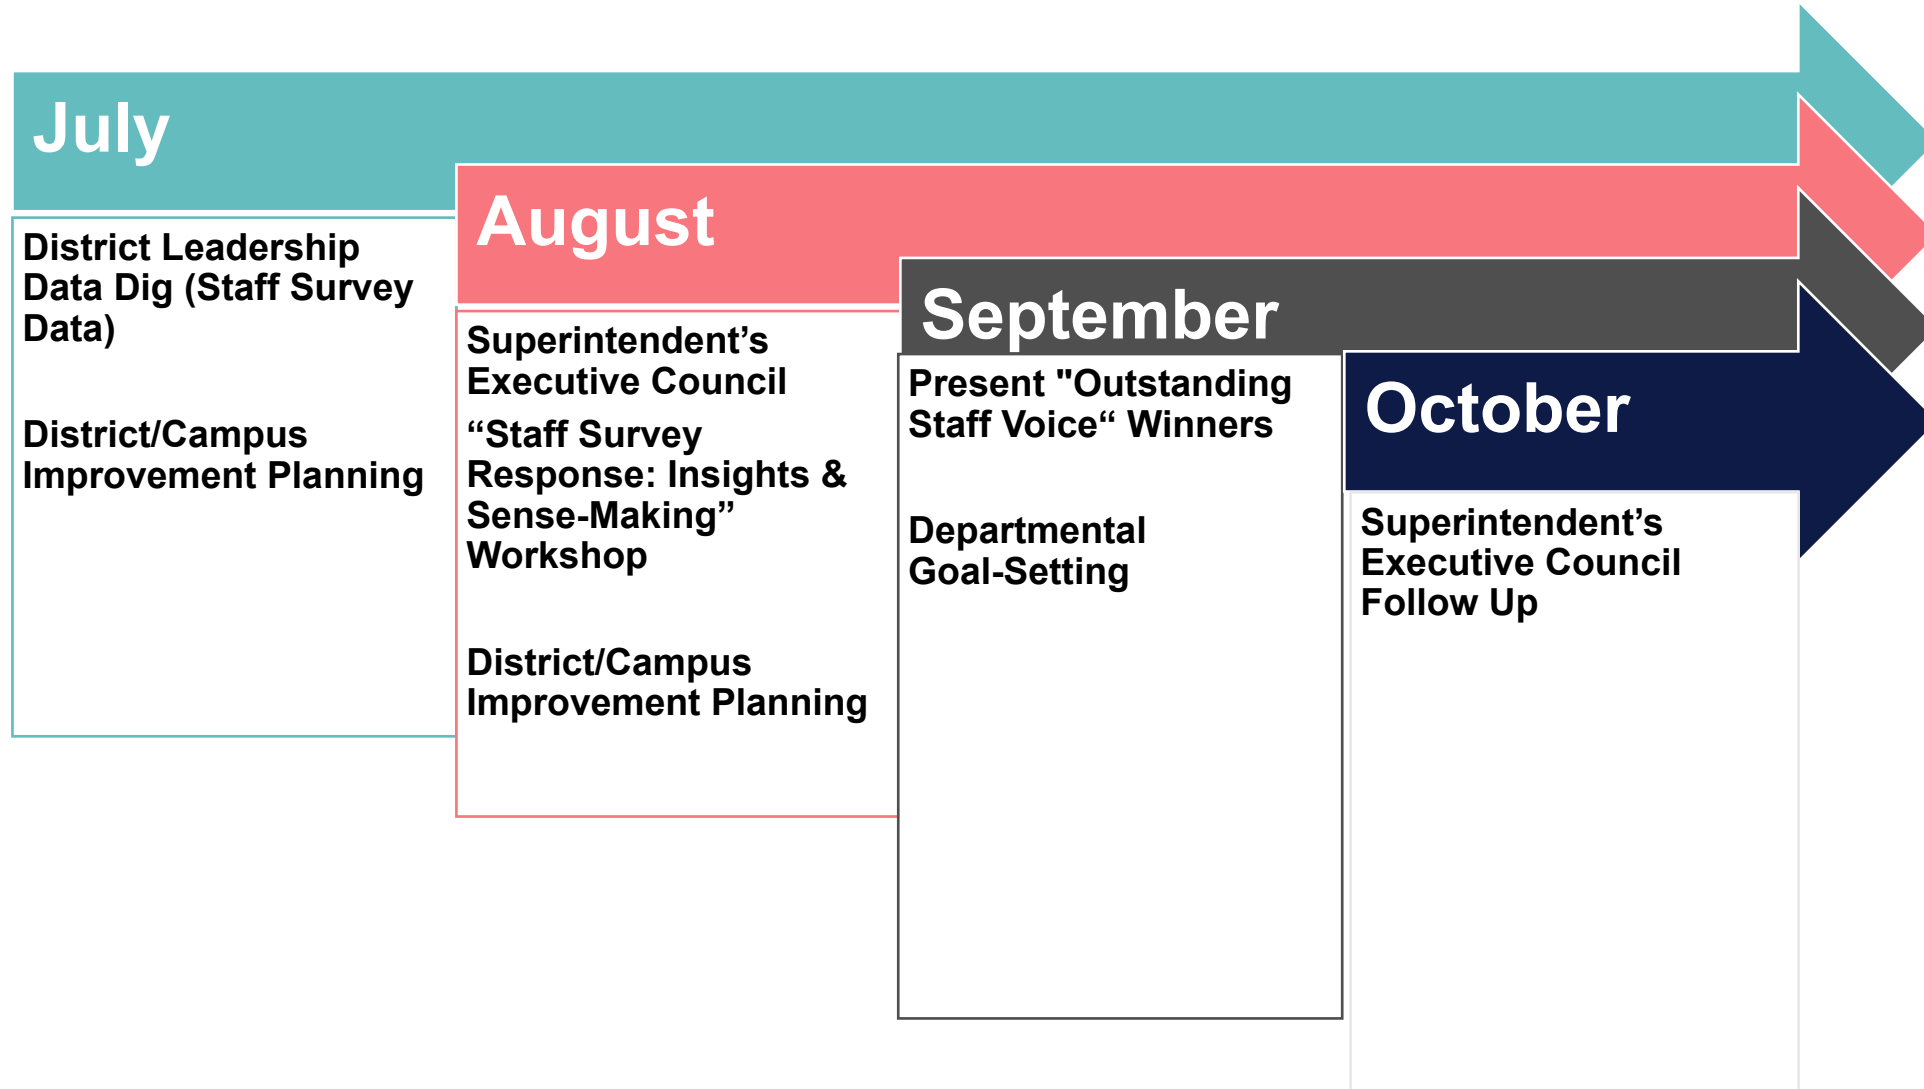 July
District Leadership
Data Dig (Staff Survey
Data)
District/Campus
Improvement Planning
August
Superintendent’s
Executive Council
“Staff Survey
Response: Insights &
Sense-Making”
Workshop
District/Campus
Improvement Planning
September
Present "Outstanding
Staff Voice“ Winners
Departmental
Goal-Setting
October
Superintendent’s
Executive Council
Follow Up